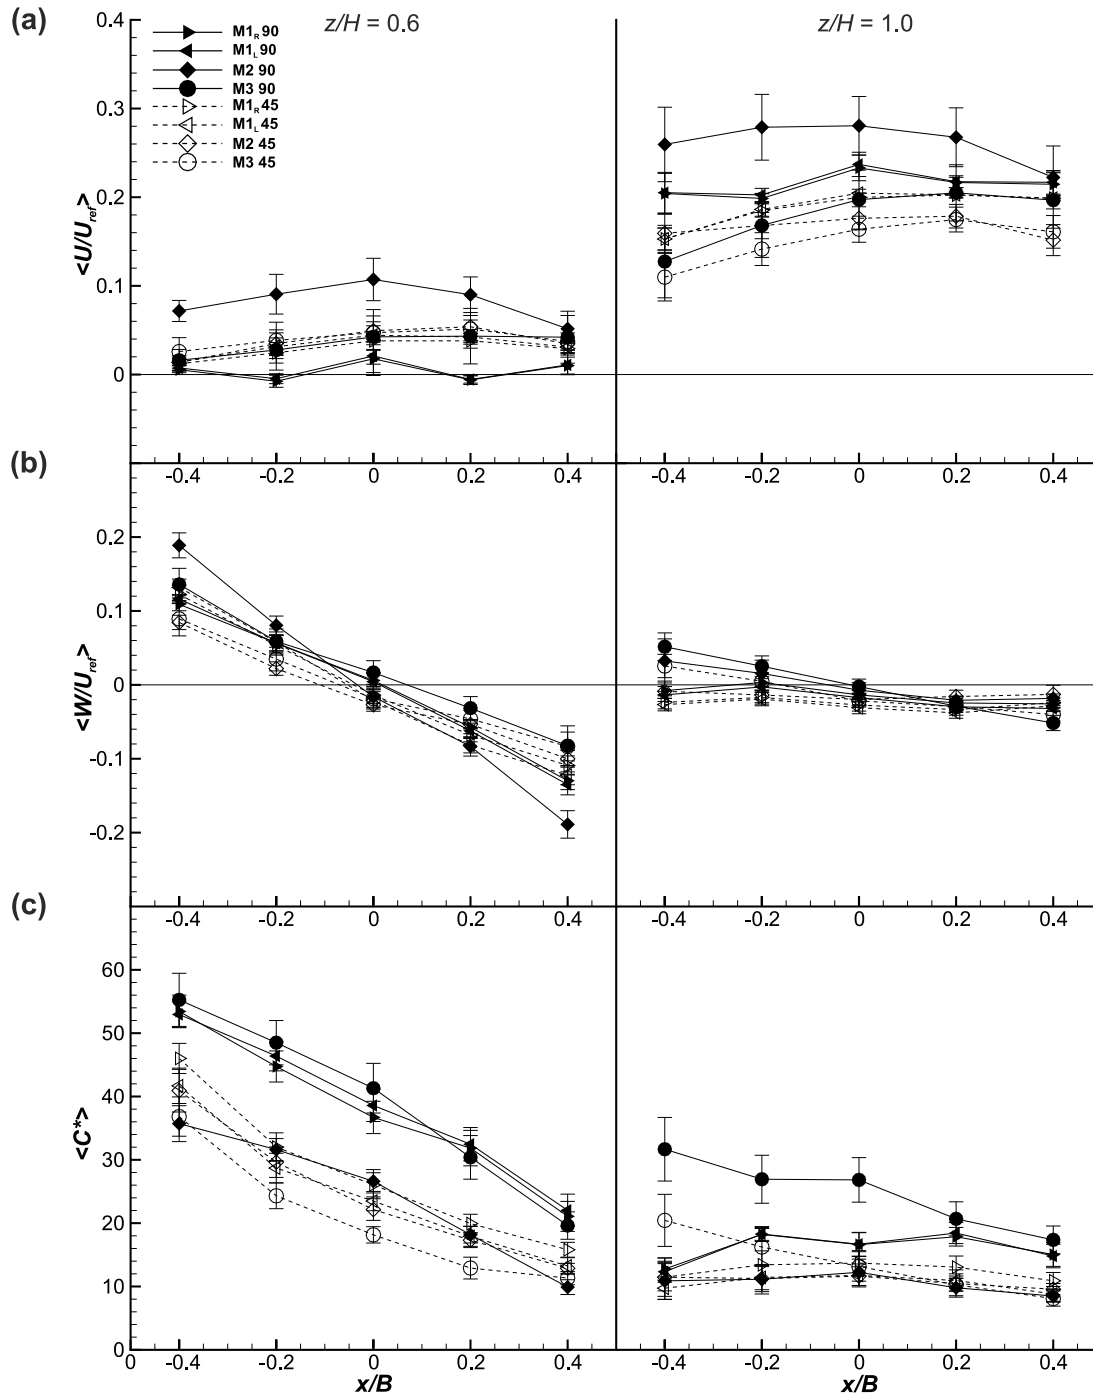 (a)
z/H = 0.6
z/H = 1.0
M1R 90
M1L 90
M2 90
M3 90
M1R 45
M1L 45
M2 45
M3 45
0.4
0.3
0.2
0.1
0
<U/Uref>
-0.4 -0.2 0 0.2 0.4
-0.4 -0.2 0 0.2 0.4
(b)
0.2
0.1
0
-0.1
-0.2
<W/Uref>
-0.4 -0.2 0 0.2 0.4
-0.4 -0.2 0 0.2 0.4
(c)
60
50
40
30
20
10
0
<C*>
0 -0.4 -0.2 0 0.2 0.4
-0.4 -0.2 0 0.2 0.4
x/B
x/B